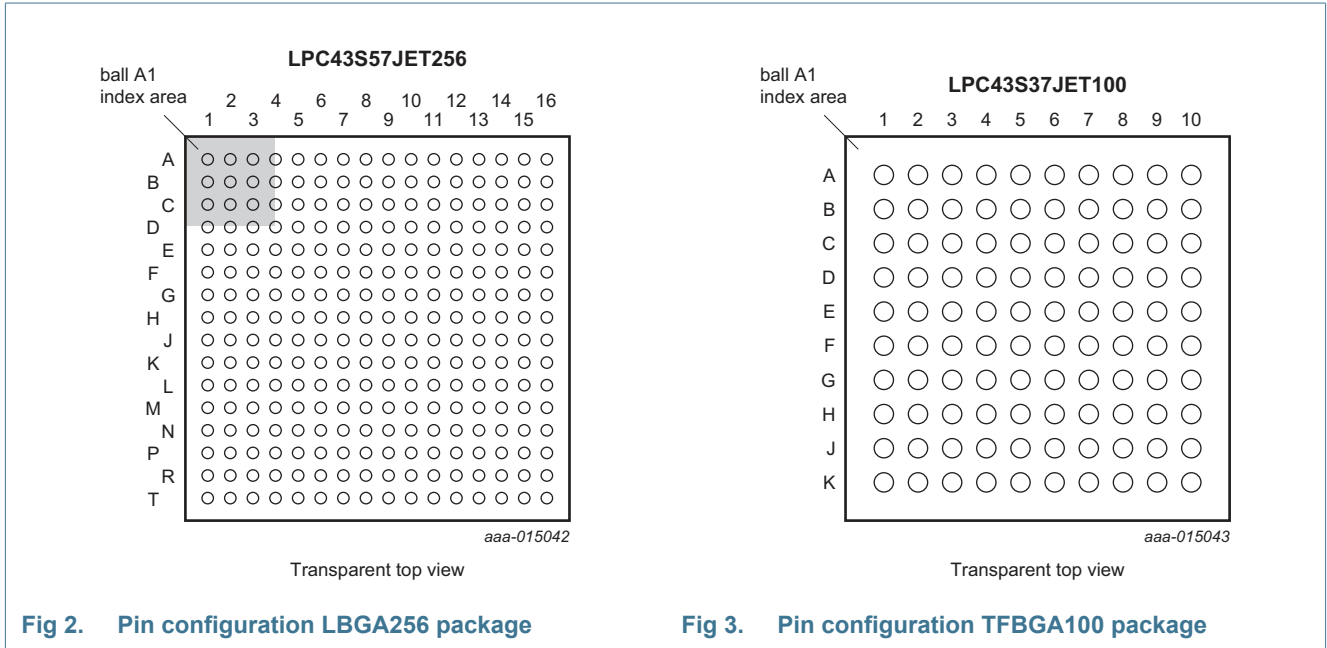 LPC43S57JET256
ball A1
index area
2 4 6 8 10 12 14 16
1 3 5 7 9 11 13 15
A
B
C
D
E
F
G
H
J
K
L
M
N
P
R
T
aaa-015042
Transparent top view
Fig 2. Pin configuration LBGA256 package
LPC43S37JET100
ball A1
index area
1 2 3 4 5 6 7 8 9 10
A
B
C
D
E
F
G
H
J
K
aaa-015043
Transparent top view
Fig 3. Pin configuration TFBGA100 package